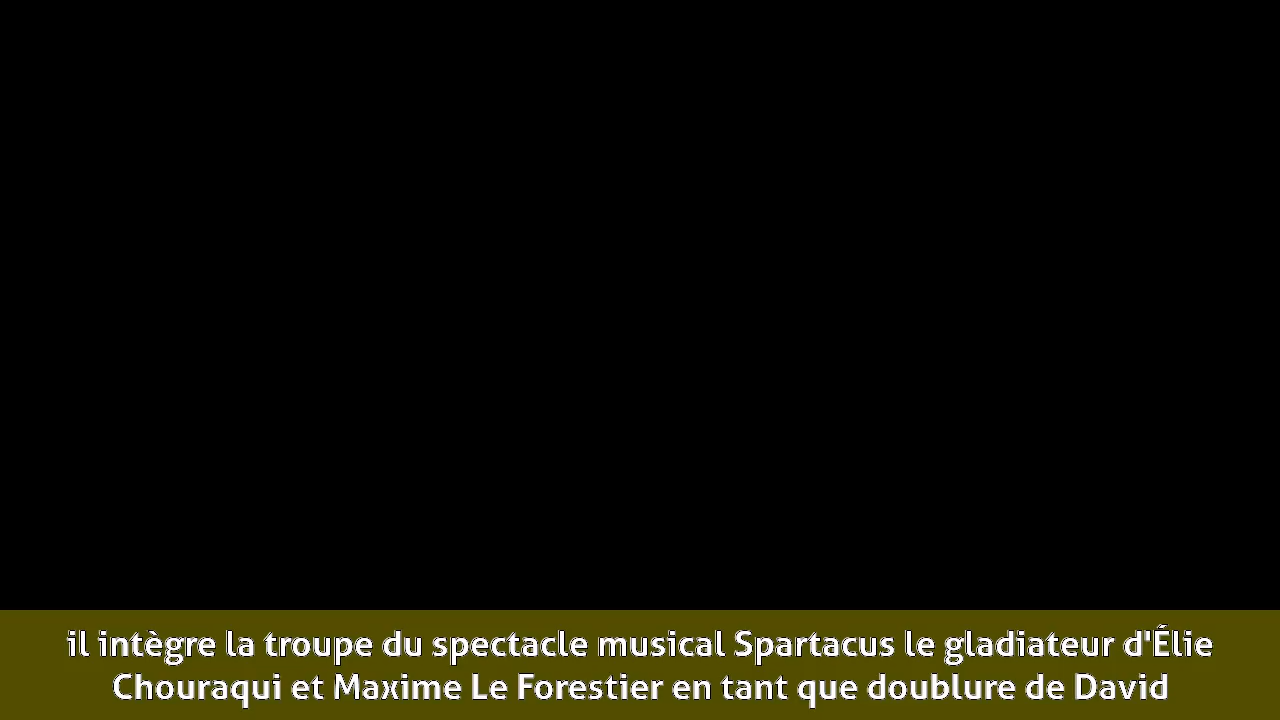 il intègre la troupe du spectacle musical Spartacus le gladiateur d'Élie
Chouraqui et Maxime Le Forestier en tant que doublure de David